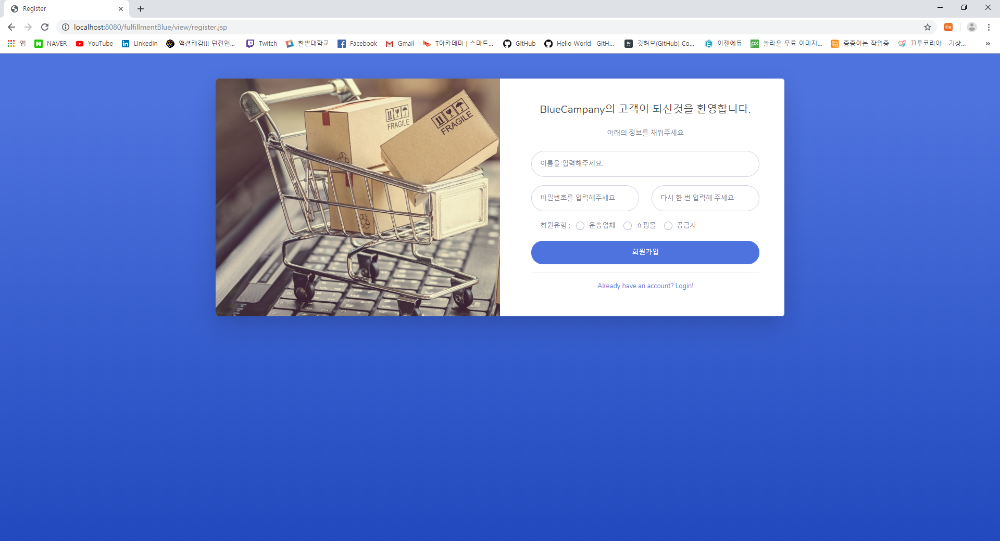 Register
localhost:8080/fulfillmentBlue/view/register.jsp
앱 NAVER YouTube LinkedIn 액션쾌감!!! 던전앤... Twitch 한밭대학교 Facebook Gmail T아카데미 | 스마트... GitHub Hello World · GitH... 깃허브(GitHub) Co... 이젠에듀 놀라운 무료 이미지... 증증이는 작업중 끄투코리아 - 기상... »
FRAGILE
FRAGILE
BlueCampany의 고객이 되신것을 환영합니다.
아래의 정보를 채워주세요
이름을 입력해주세요.
비밀번호를 입력해주세요. 다시 한 번 입력해 주세요.
회원유형 : 운송업체 쇼핑몰 공급사
회원가입
Already have an account? Login!